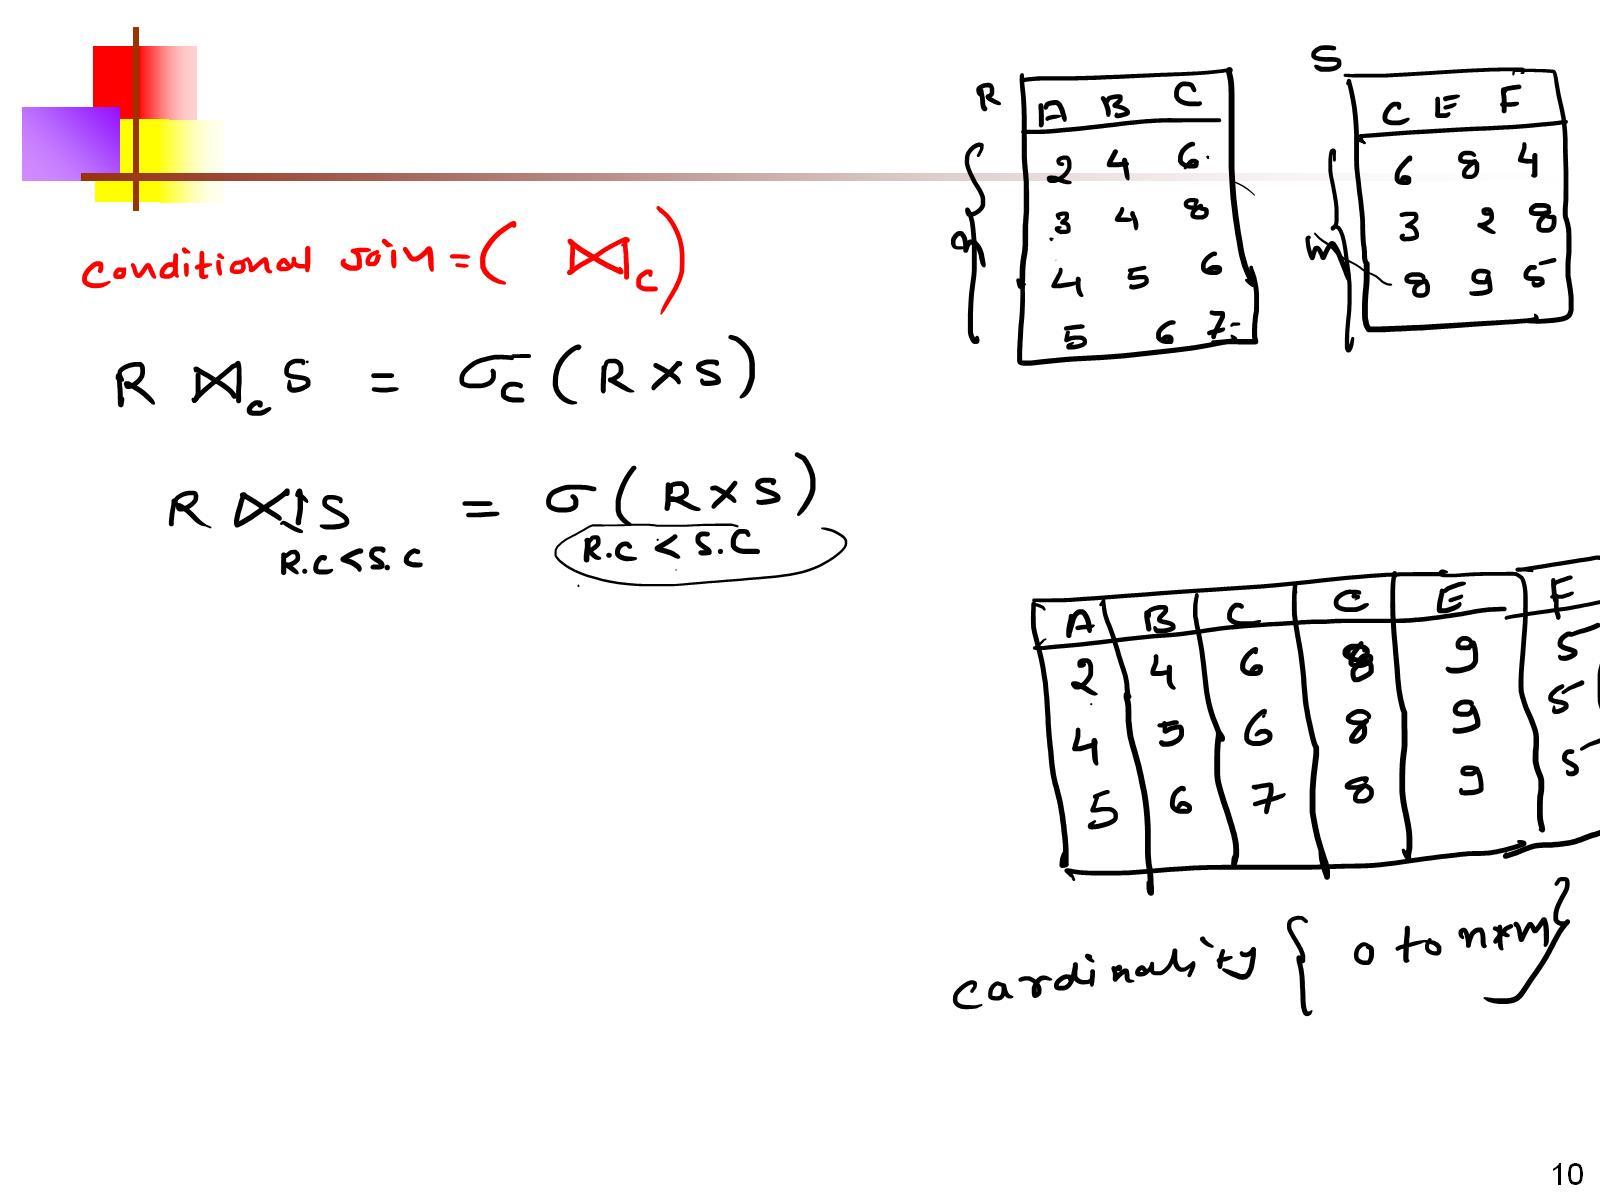 R
A B C
2 4 6
3 4 8
4 5 6
5 6 7
n
S
C E F
6 8 4
3 2 8
8 9 5
m
conditional join = ( ⋈c )
R ⋈c S = σc ( R × S )
R ⋈ S = σ ( R × S )
R.C < S.C R.C < S.C
A B C C E F
2 4 6 8 9 5
4 5 6 8 9 5
5 6 7 8 9 5
cardinality { 0 to n*m }
10